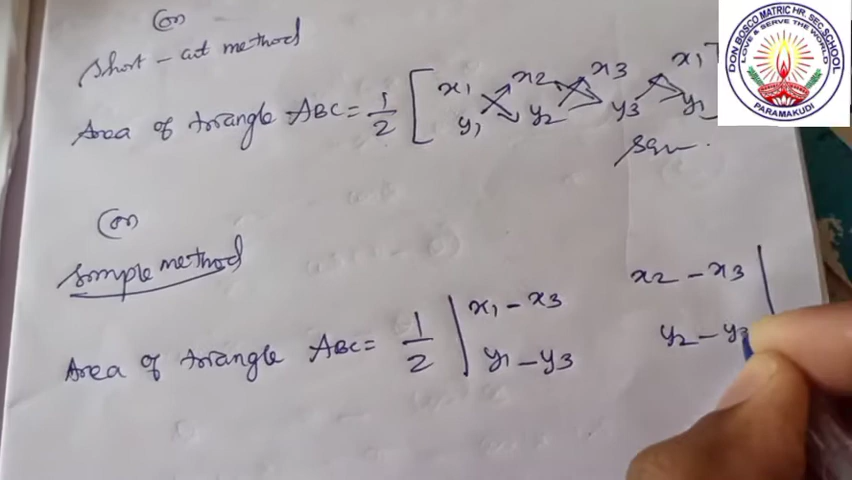 (or)
Short - cut method
Area of triangle ABC = 1/2 [ x1 x2 x3 x1 ]
y1 y2 y3 y1
(or)
Simple method
Area of triangle ABC = 1/2 | x1 - x3 x2 - x3 |
y1 - y3 y2 - y3
DON BOSCO MATRIC HR. SEC SCHOOL
LOVE & SERVE THE WORLD
PARAMAKUDI